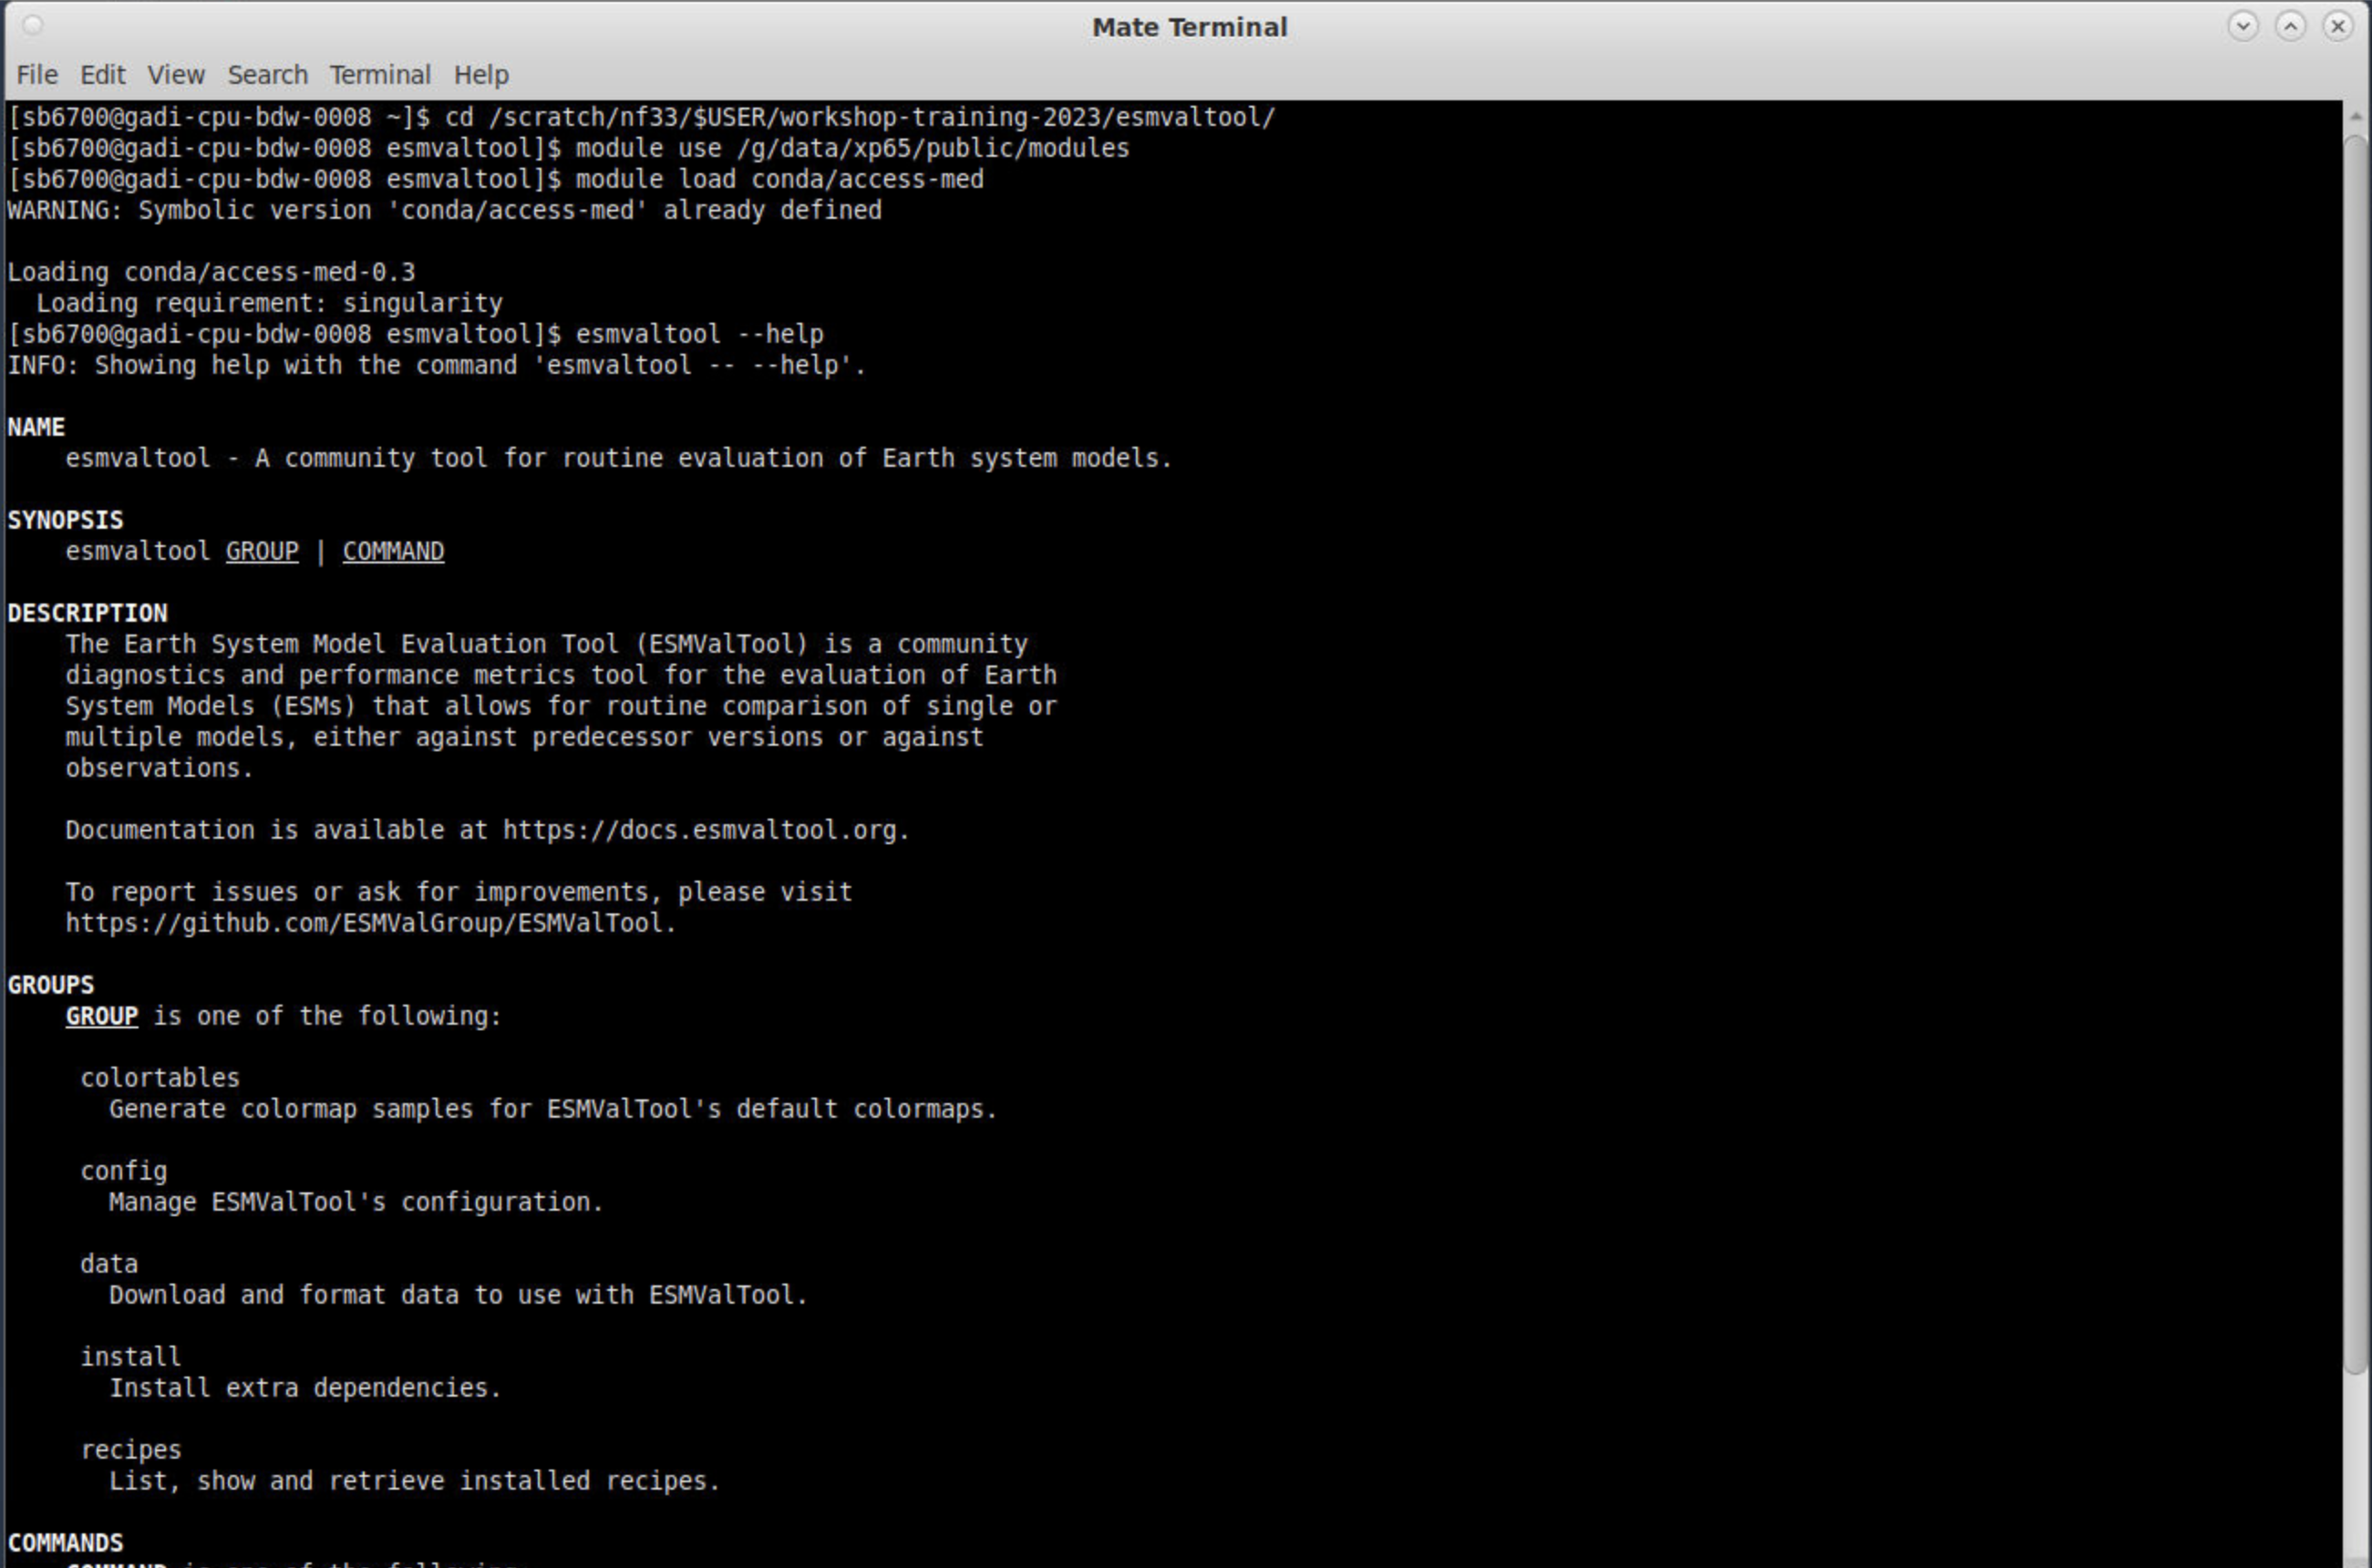 Mate Terminal
File Edit View Search Terminal Help
[sb6700@gadi-cpu-bdw-0008 ~]$ cd /scratch/nf33/$USER/workshop-training-2023/esmvaltool/
[sb6700@gadi-cpu-bdw-0008 esmvaltool]$ module use /g/data/xp65/public/modules
[sb6700@gadi-cpu-bdw-0008 esmvaltool]$ module load conda/access-med
WARNING: Symbolic version 'conda/access-med' already defined

Loading conda/access-med-0.3
  Loading requirement: singularity
[sb6700@gadi-cpu-bdw-0008 esmvaltool]$ esmvaltool --help
INFO: Showing help with the command 'esmvaltool -- --help'.

NAME
    esmvaltool - A community tool for routine evaluation of Earth system models.

SYNOPSIS
    esmvaltool GROUP | COMMAND

DESCRIPTION
    The Earth System Model Evaluation Tool (ESMValTool) is a community
    diagnostics and performance metrics tool for the evaluation of Earth
    System Models (ESMs) that allows for routine comparison of single or
    multiple models, either against predecessor versions or against
    observations.

    Documentation is available at https://docs.esmvaltool.org.

    To report issues or ask for improvements, please visit
    https://github.com/ESMValGroup/ESMValTool.

GROUPS
    GROUP is one of the following:

     colortables
       Generate colormap samples for ESMValTool's default colormaps.

     config
       Manage ESMValTool's configuration.

     data
       Download and format data to use with ESMValTool.

     install
       Install extra dependencies.

     recipes
       List, show and retrieve installed recipes.

COMMANDS
    COMMAND is one of the following: